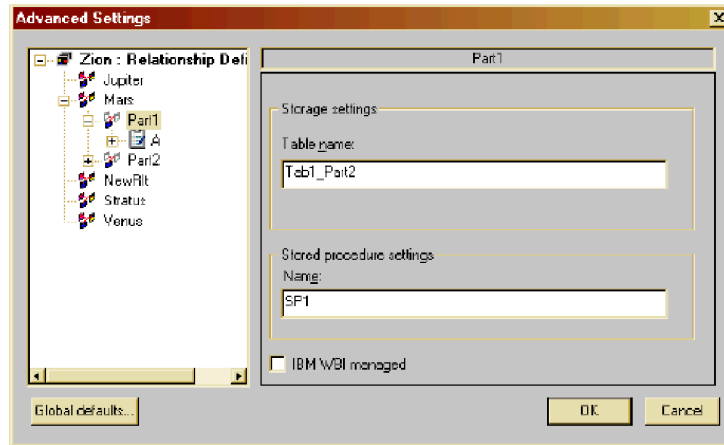 Advanced Settings
Zion : Relationship Defi
Jupiter
Mars
Part1
A
Part2
NewRlt
Stratus
Venus
Global defaults...
Part1
Storage settings
Table name:
Tab1_Part2
Stored procedure settings
Name:
SP1
IBM WBI managed
OK
Cancel